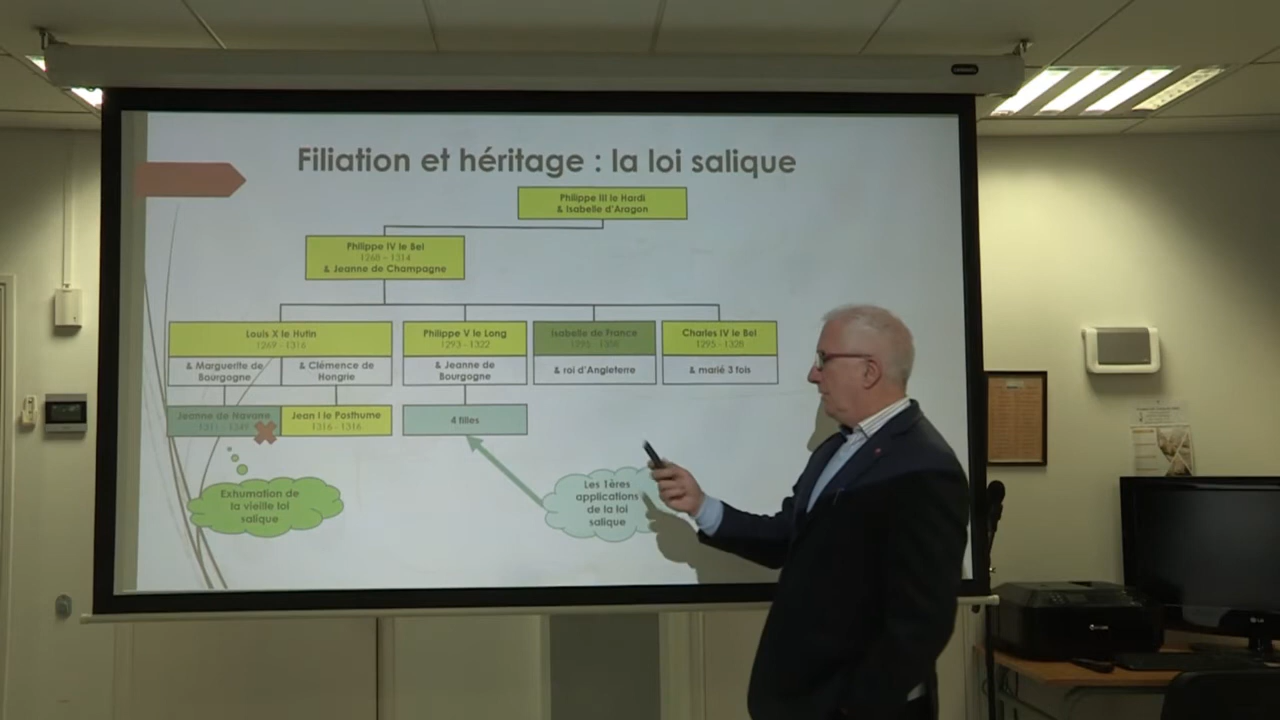 Filiation et héritage : la loi salique
Philippe III le Hardi
& Isabelle d'Aragon
Philippe IV le Bel
1268 - 1314
& Jeanne de Champagne
Louis X le Hutin
1269 - 1316
Philippe V le Long
1293 - 1322
Isabelle de France
Charles IV le Bel
1295 - 1328
& Marguerite de
Bourgogne
& Clémence de
Hongrie
& Jeanne de
Bourgogne
& roi d'Angleterre
& marié 3 fois
Jeanne de Navarre
1311 - 1349
Jean I le Posthume
1316 - 1316
4 filles
Exhumation de
la vieille loi
salique
Les 1ères
applications
de la loi
salique